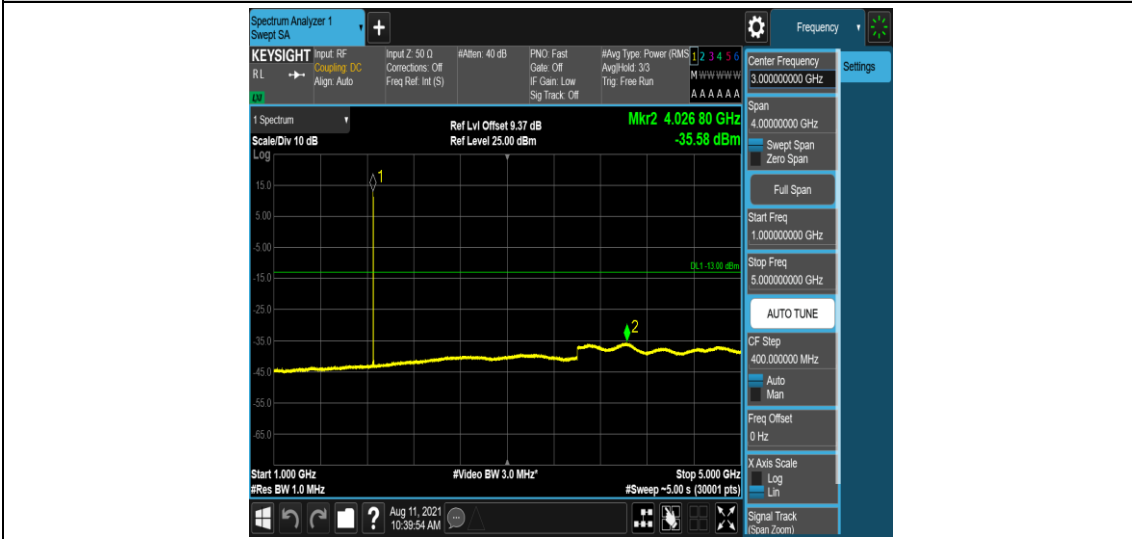 Spectrum Analyzer 1
Swept SA
+
Frequency
KEYSIGHT
RL
Input: RF
Coupling: DC
Align: Auto
Input Z: 50 Ω
Corrections: Off
Freq Ref: Int (S)
#Atten: 40 dB
PNO: Fast
Gate: Off
IF Gain: Low
Sig Track: Off
#Avg Type: Power (RMS
Avg|Hold: 3/3
Trig: Free Run
1 2 3 4 5 6
M W W W W W
A A A A A A
1 Spectrum
Scale/Div 10 dB
Log
Ref Lvl Offset 9.37 dB
Ref Level 25.00 dBm
Mkr2 4.026 80 GHz
-35.58 dBm
15.0
5.00
-5.00
-15.0
-25.0
-35.0
-45.0
-55.0
-65.0
1
DL1 -13.00 dBm
2
Start 1.000 GHz
#Res BW 1.0 MHz
#Video BW 3.0 MHz*
Stop 5.000 GHz
#Sweep ~5.00 s (30001 pts)
Center Frequency
3.000000000 GHz
Settings
Span
4.00000000 GHz
Swept Span
Zero Span
Full Span
Start Freq
1.000000000 GHz
Stop Freq
5.000000000 GHz
AUTO TUNE
CF Step
400.000000 MHz
Auto
Man
Freq Offset
0 Hz
X Axis Scale
Log
Lin
Signal Track
(Span Zoom)
?
Aug 11, 2021
10:39:54 AM